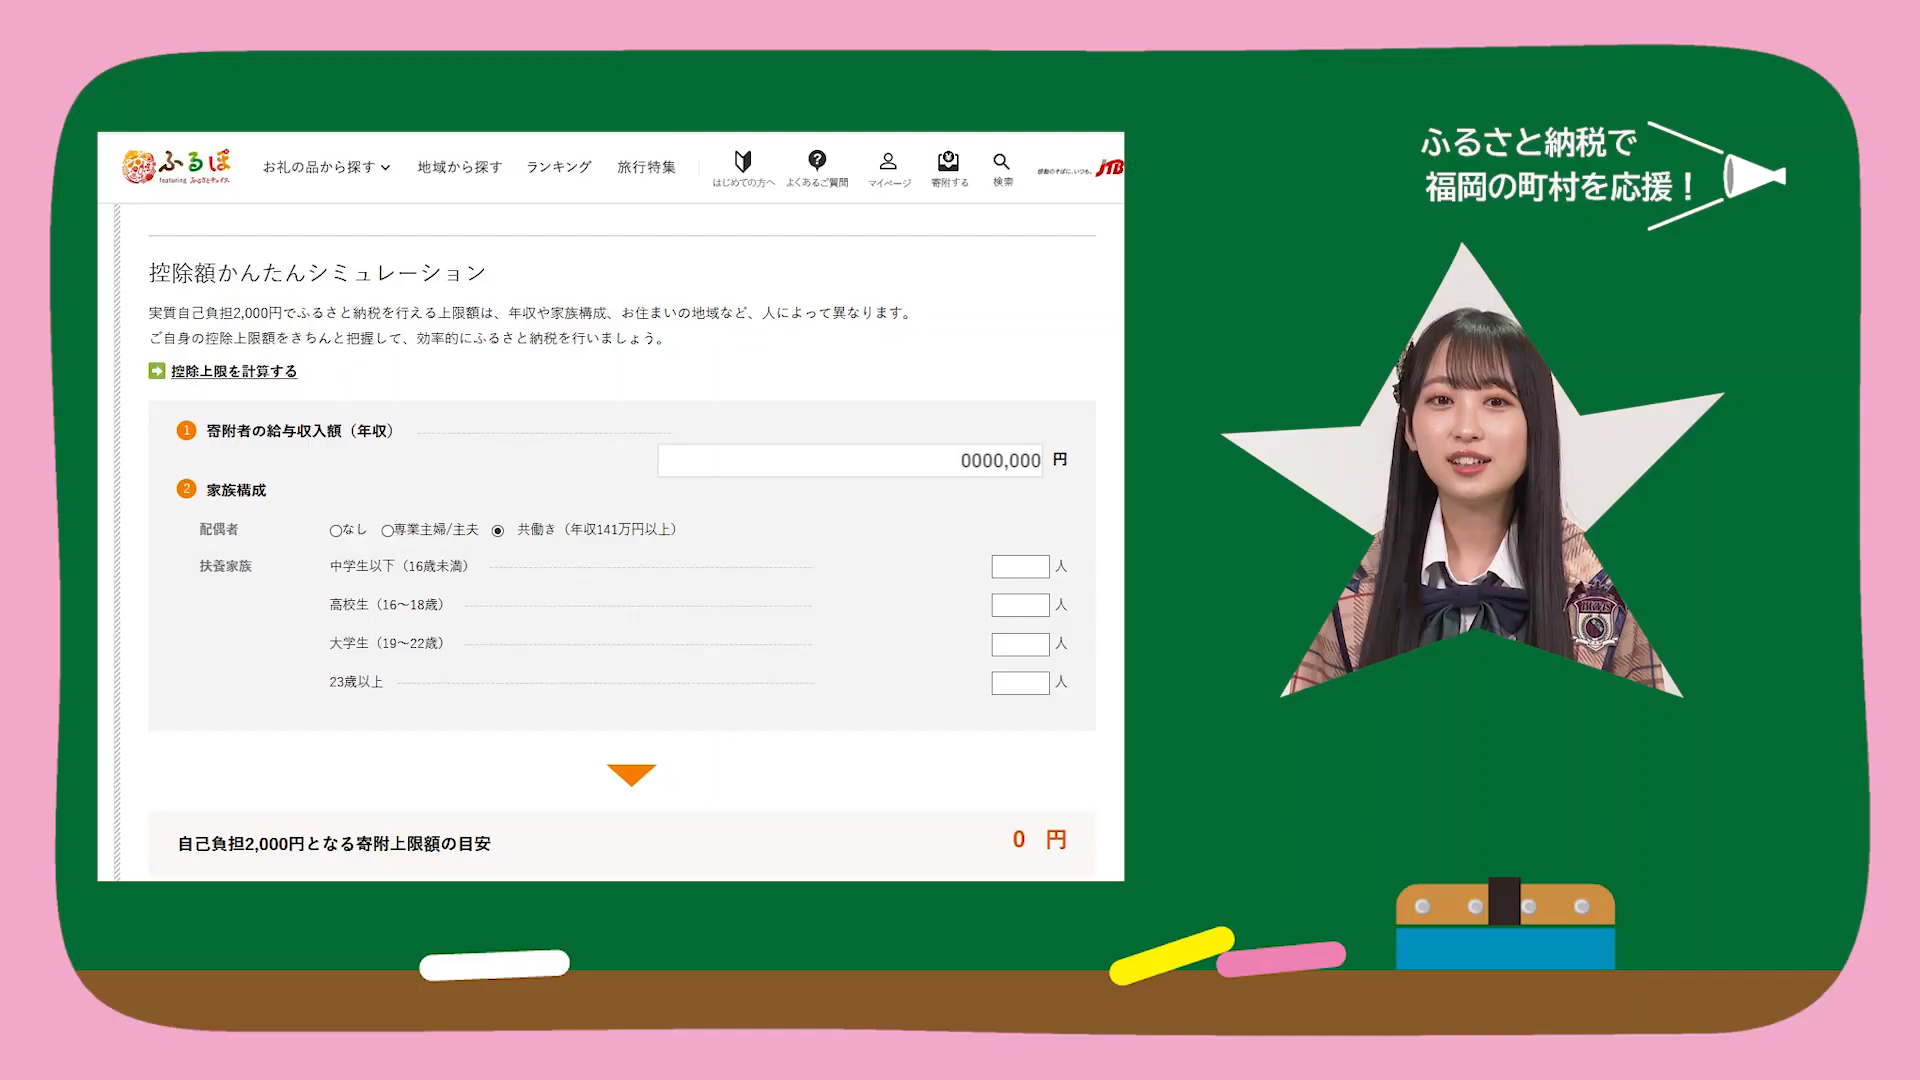 ふるぽ
featuring ふるさとチョイス
お礼の品から探す
地域から探す
ランキング
旅行特集
はじめての方へ
よくあるご質問
マイページ
寄附する
検索
感動のそばに、いつも。
JTB
控除額かんたんシミュレーション
実質自己負担2,000円でふるさと納税を行える上限額は、年収や家族構成、お住まいの地域など、人によって異なります。
ご自身の控除上限額をきちんと把握して、効率的にふるさと納税を行いましょう。
控除上限を計算する
1 寄附者の給与収入額（年収）
0000,000 円
2 家族構成
配偶者 なし 専業主婦/主夫 共働き（年収141万円以上）
扶養家族 中学生以下（16歳未満） 人
高校生（16〜18歳） 人
大学生（19〜22歳） 人
23歳以上 人
自己負担2,000円となる寄附上限額の目安 0 円
ふるさと納税で
福岡の町村を応援！